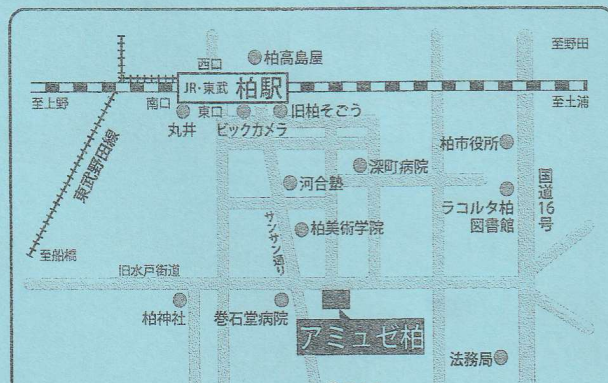 至野田
西口
柏高島屋
JR・東武 柏駅
至上野
南口
東口
旧柏そごう
至土浦
丸井
ビックカメラ
東武野田線
柏市役所
深町病院
国道16号
河合塾
ラコルタ柏
図書館
サンサン通り
柏美術学院
至船橋
旧水戸街道
柏神社
巻石堂病院
アミュゼ柏
法務局